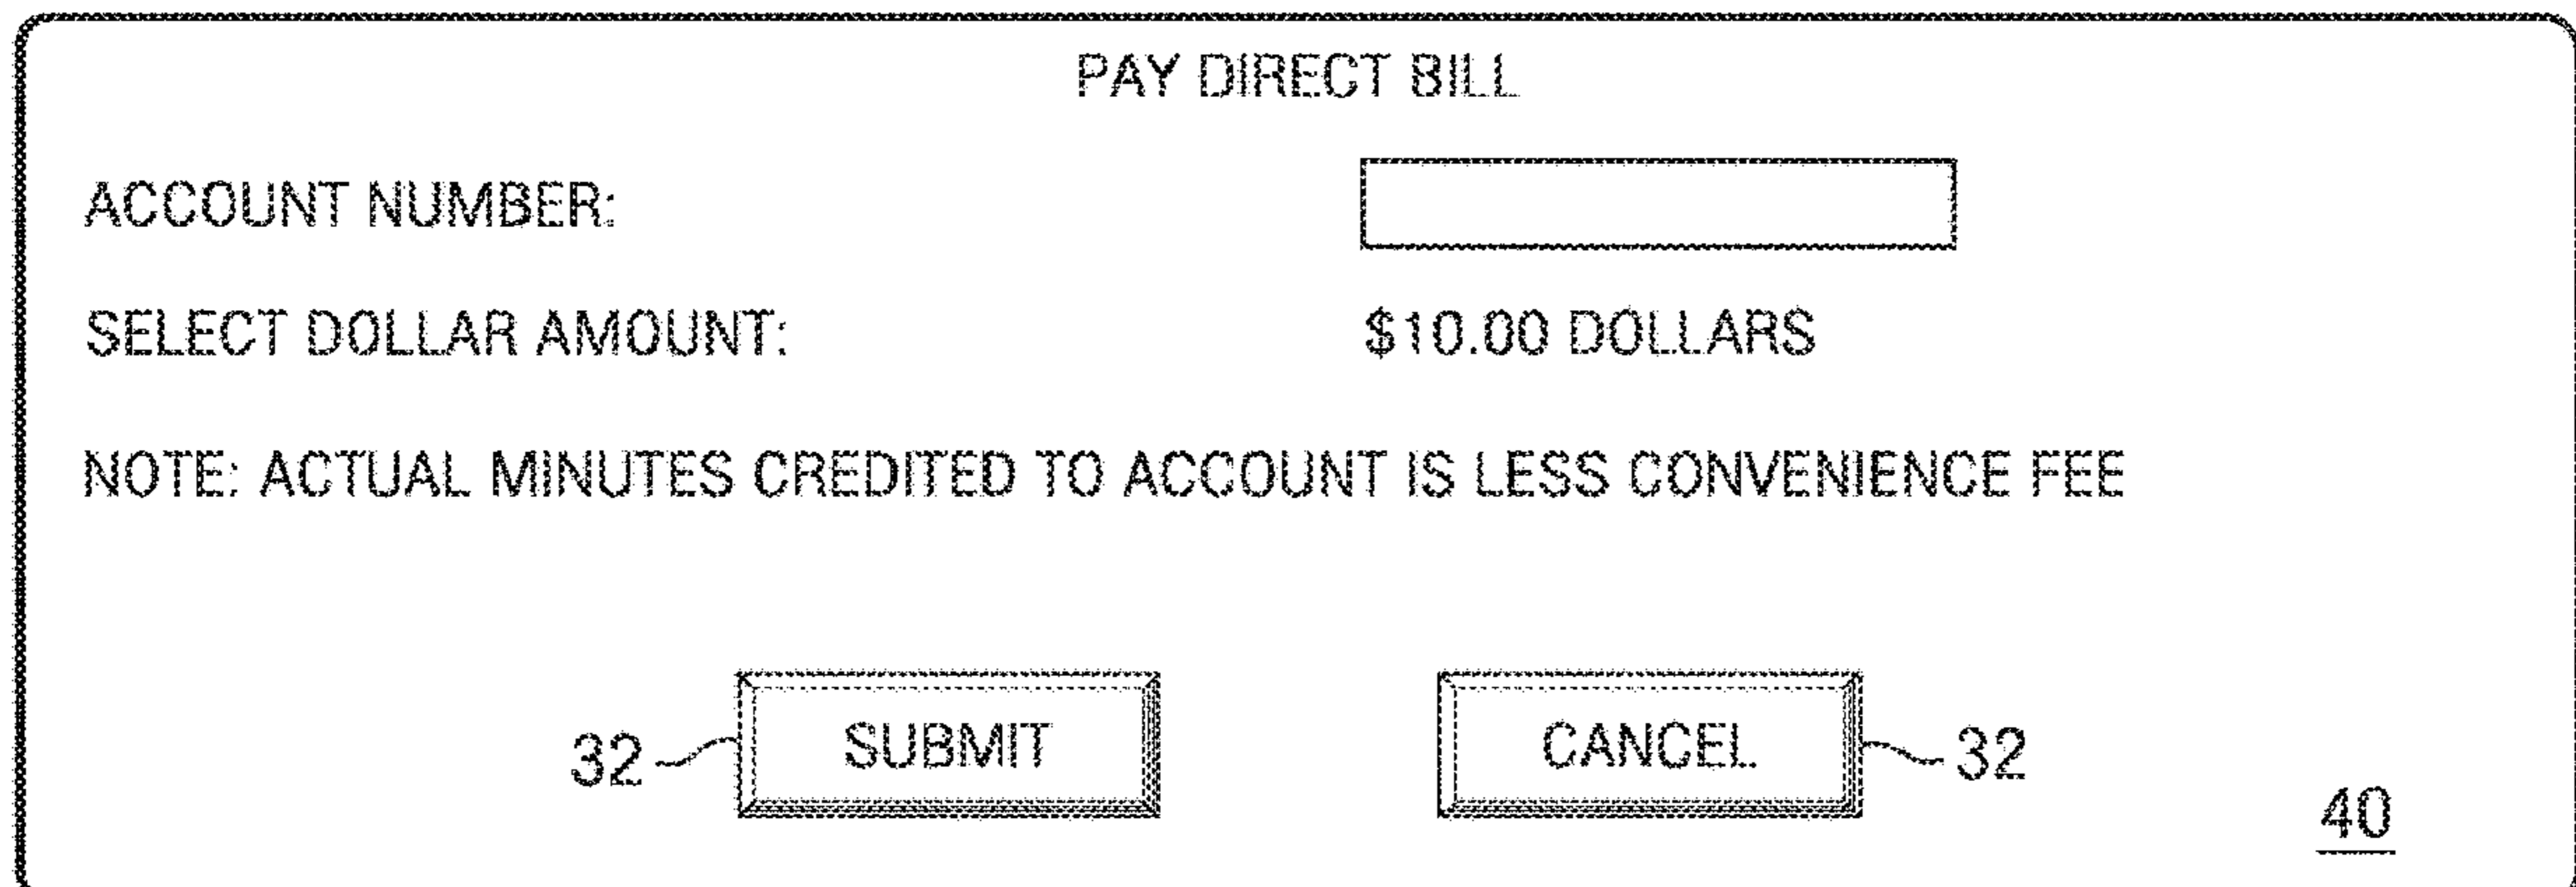 PAY DIRECT BILL
ACCOUNT NUMBER:
SELECT DOLLAR AMOUNT: $10.00 DOLLARS
NOTE: ACTUAL MINUTES CREDITED TO ACCOUNT IS LESS CONVENIENCE FEE
32 SUBMIT CANCEL 32
40